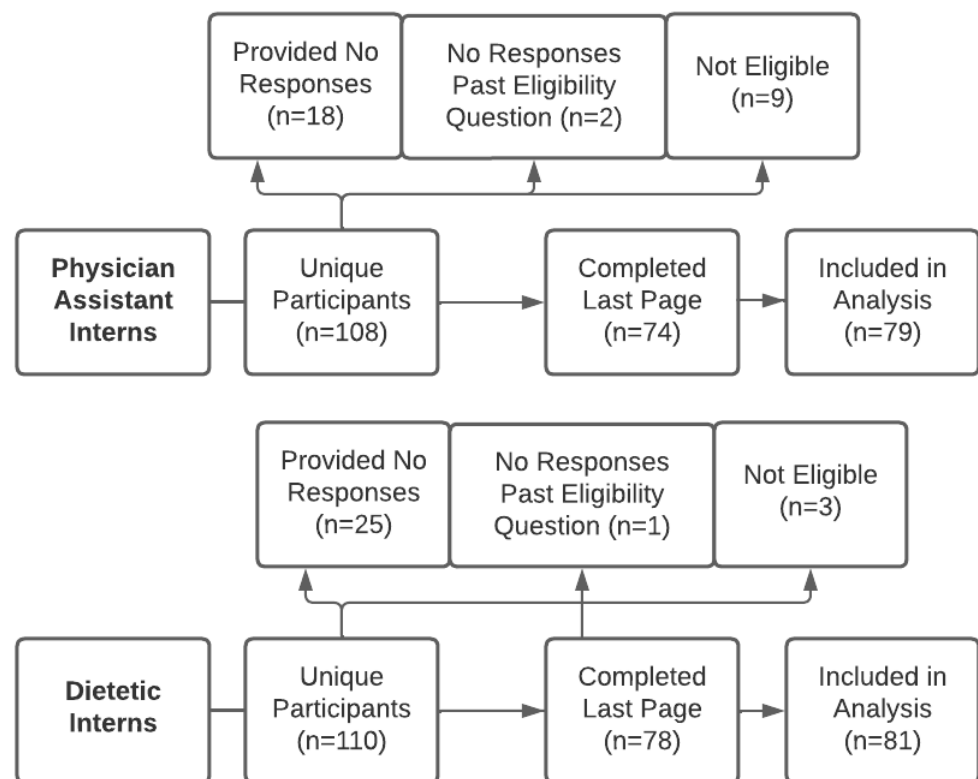 Provided No
Responses
(n=18)
No Responses
Past Eligibility
Question (n=2)
Not Eligible
(n=9)
Physician
Assistant
Interns
Unique
Participants
(n=108)
Completed
Last Page
(n=74)
Included in
Analysis
(n=79)
Provided No
Responses
(n=25)
No Responses
Past Eligibility
Question (n=1)
Not Eligible
(n=3)
Dietetic
Interns
Unique
Participants
(n=110)
Completed
Last Page
(n=78)
Included in
Analysis
(n=81)